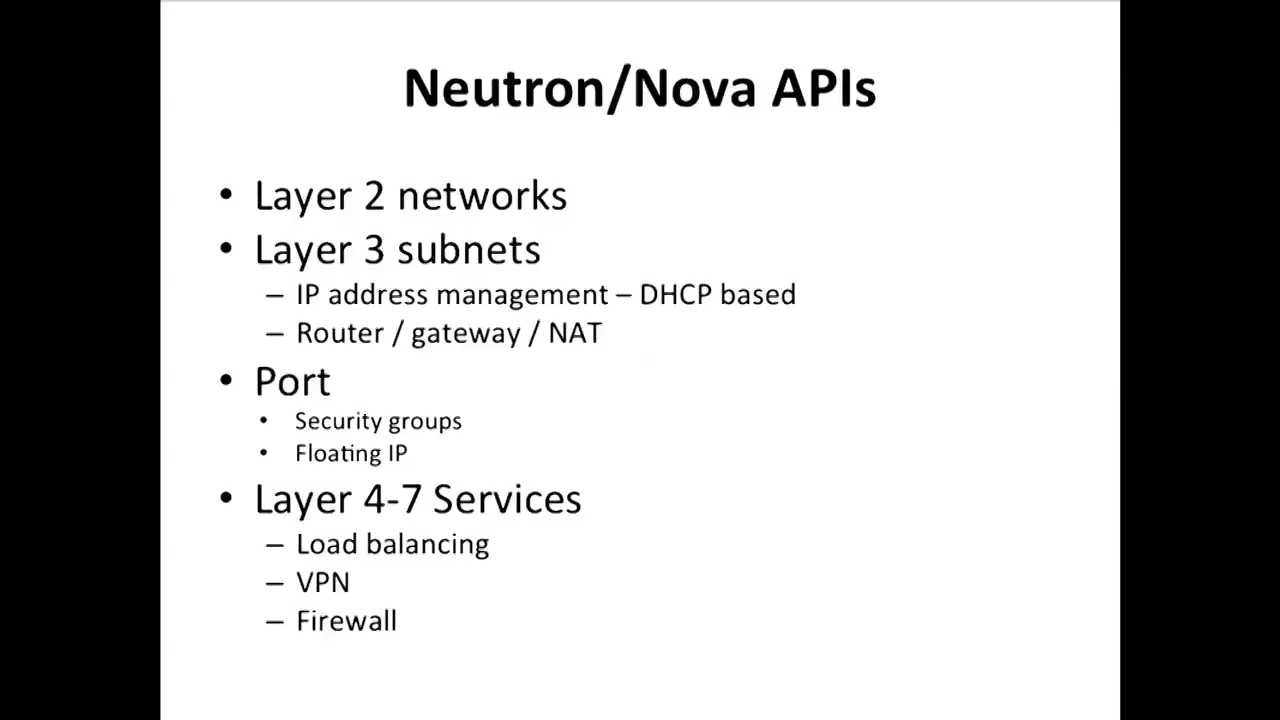 Neutron/Nova APIs
• Layer 2 networks
• Layer 3 subnets
– IP address management – DHCP based
– Router / gateway / NAT
• Port
• Security groups
• Floating IP
• Layer 4-7 Services
– Load balancing
– VPN
– Firewall